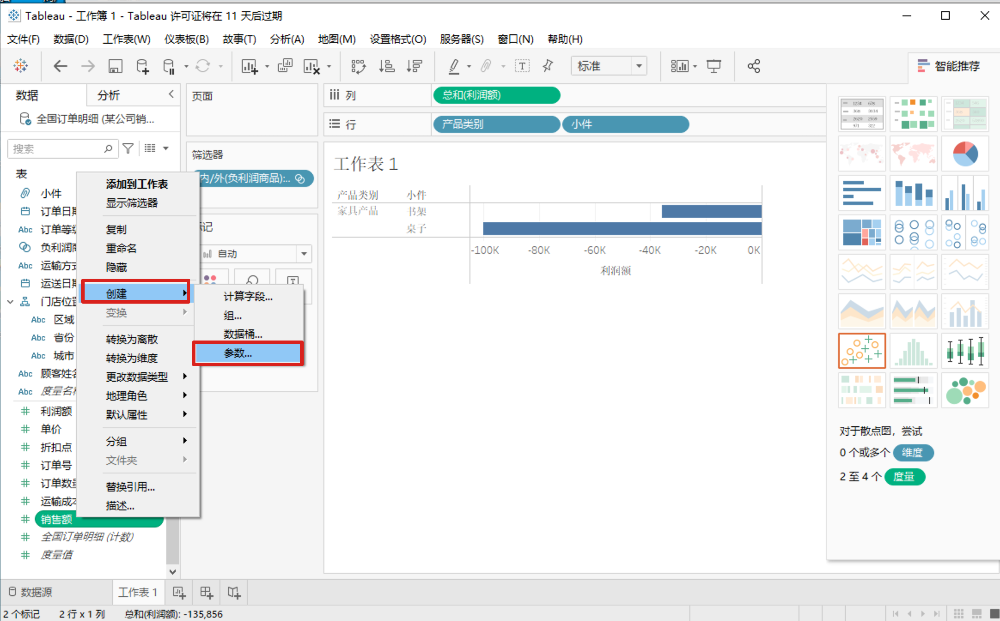 Tableau - 工作簿 1 - Tableau 许可证将在 11 天后过期
文件(F) 数据(D) 工作表(W) 仪表板(B) 故事(T) 分析(A) 地图(M) 设置格式(O) 服务器(S) 窗口(N) 帮助(H)
标准
智能推荐
数据 分析
全国订单明细 (某公司销...
搜索
表
小件
订单日期
订单等级
负利润商
运输方式
运送日期
门店位置
Abc 区域
Abc 省份
Abc 城市
Abc 顾客姓名
Abc 度量名称
利润额
单价
折扣点
订单号
订单数量
运输成本
销售额
全国订单明细 (计数)
度量值
添加到工作表
显示筛选器
复制
重命名
隐藏
创建
变换
转换为离散
转换为维度
更改数据类型
地理角色
默认属性
分组
文件夹
替换引用...
描述...
计算字段...
组...
数据桶...
参数...
页面
筛选器
内/外(负利润商品):..
标记
自动
列
总和(利润额)
行
产品类别 小件
工作表 1
产品类别 小件
家具产品 书架
桌子
-100K -80K -60K -40K -20K 0K
利润额
对于散点图，尝试
0 个或多个 维度
2 至 4 个 度量
数据源 工作表 1
2 个标记 2 行 x 1 列 总和(利润额): -135,856